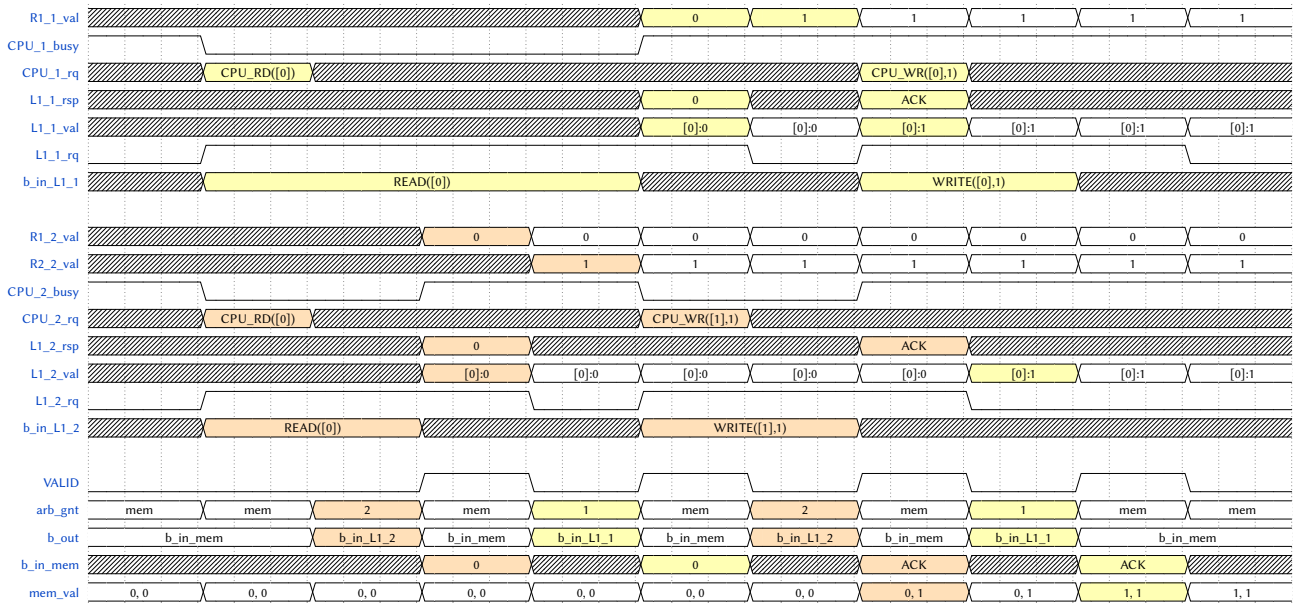 R1_1_val 0 1 1 1 1 1
CPU_1_busy
CPU_1_rq CPU_RD([0]) CPU_WR([0],1)
L1_1_rsp 0 ACK
L1_1_val [0]:0 [0]:0 [0]:1 [0]:1 [0]:1 [0]:1
L1_1_rq
b_in_L1_1 READ([0]) WRITE([0],1)
R1_2_val 0 0 0 0 0 0 0 0
R2_2_val 1 1 1 1 1 1 1
CPU_2_busy
CPU_2_rq CPU_RD([0]) CPU_WR([1],1)
L1_2_rsp 0 ACK
L1_2_val [0]:0 [0]:0 [0]:0 [0]:0 [0]:0 [0]:1 [0]:1 [0]:1
L1_2_rq
b_in_L1_2 READ([0]) WRITE([1],1)
VALID
arb_gnt mem mem 2 mem 1 mem 2 mem 1 mem mem
b_out b_in_mem b_in_L1_2 b_in_mem b_in_L1_1 b_in_mem b_in_L1_2 b_in_mem b_in_L1_1 b_in_mem
b_in_mem 0 0 ACK ACK
mem_val 0, 0 0, 0 0, 0 0, 0 0, 0 0, 0 0, 0 0, 1 0, 1 1, 1 1, 1